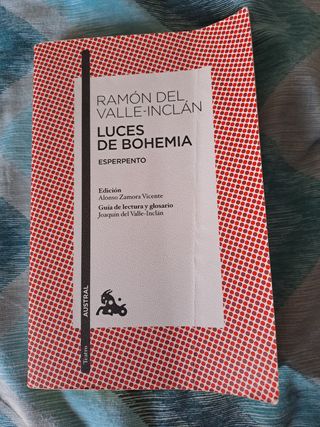 RAMÓN DEL
VALLE-INCLÁN
LUCES
DE BOHEMIA
ESPERPENTO
Edición
Alonso Zamora Vicente
Guía de lectura y glosario
Joaquín del Valle-Inclán
AUSTRAL
Teatro